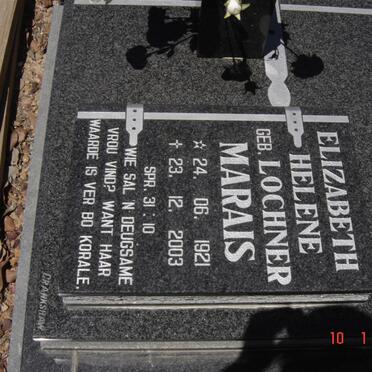 ELIZABETH
HELENE
GEB. LOCHNER
MARAIS
☆ 24. 06. 1921
✝ 23. 12. 2003
SPR. 31:10
WIE SAL 'N DEUGSAME
VROU VIND? WANT HAAR
WAARDE IS VER BO KORALE.
10 1